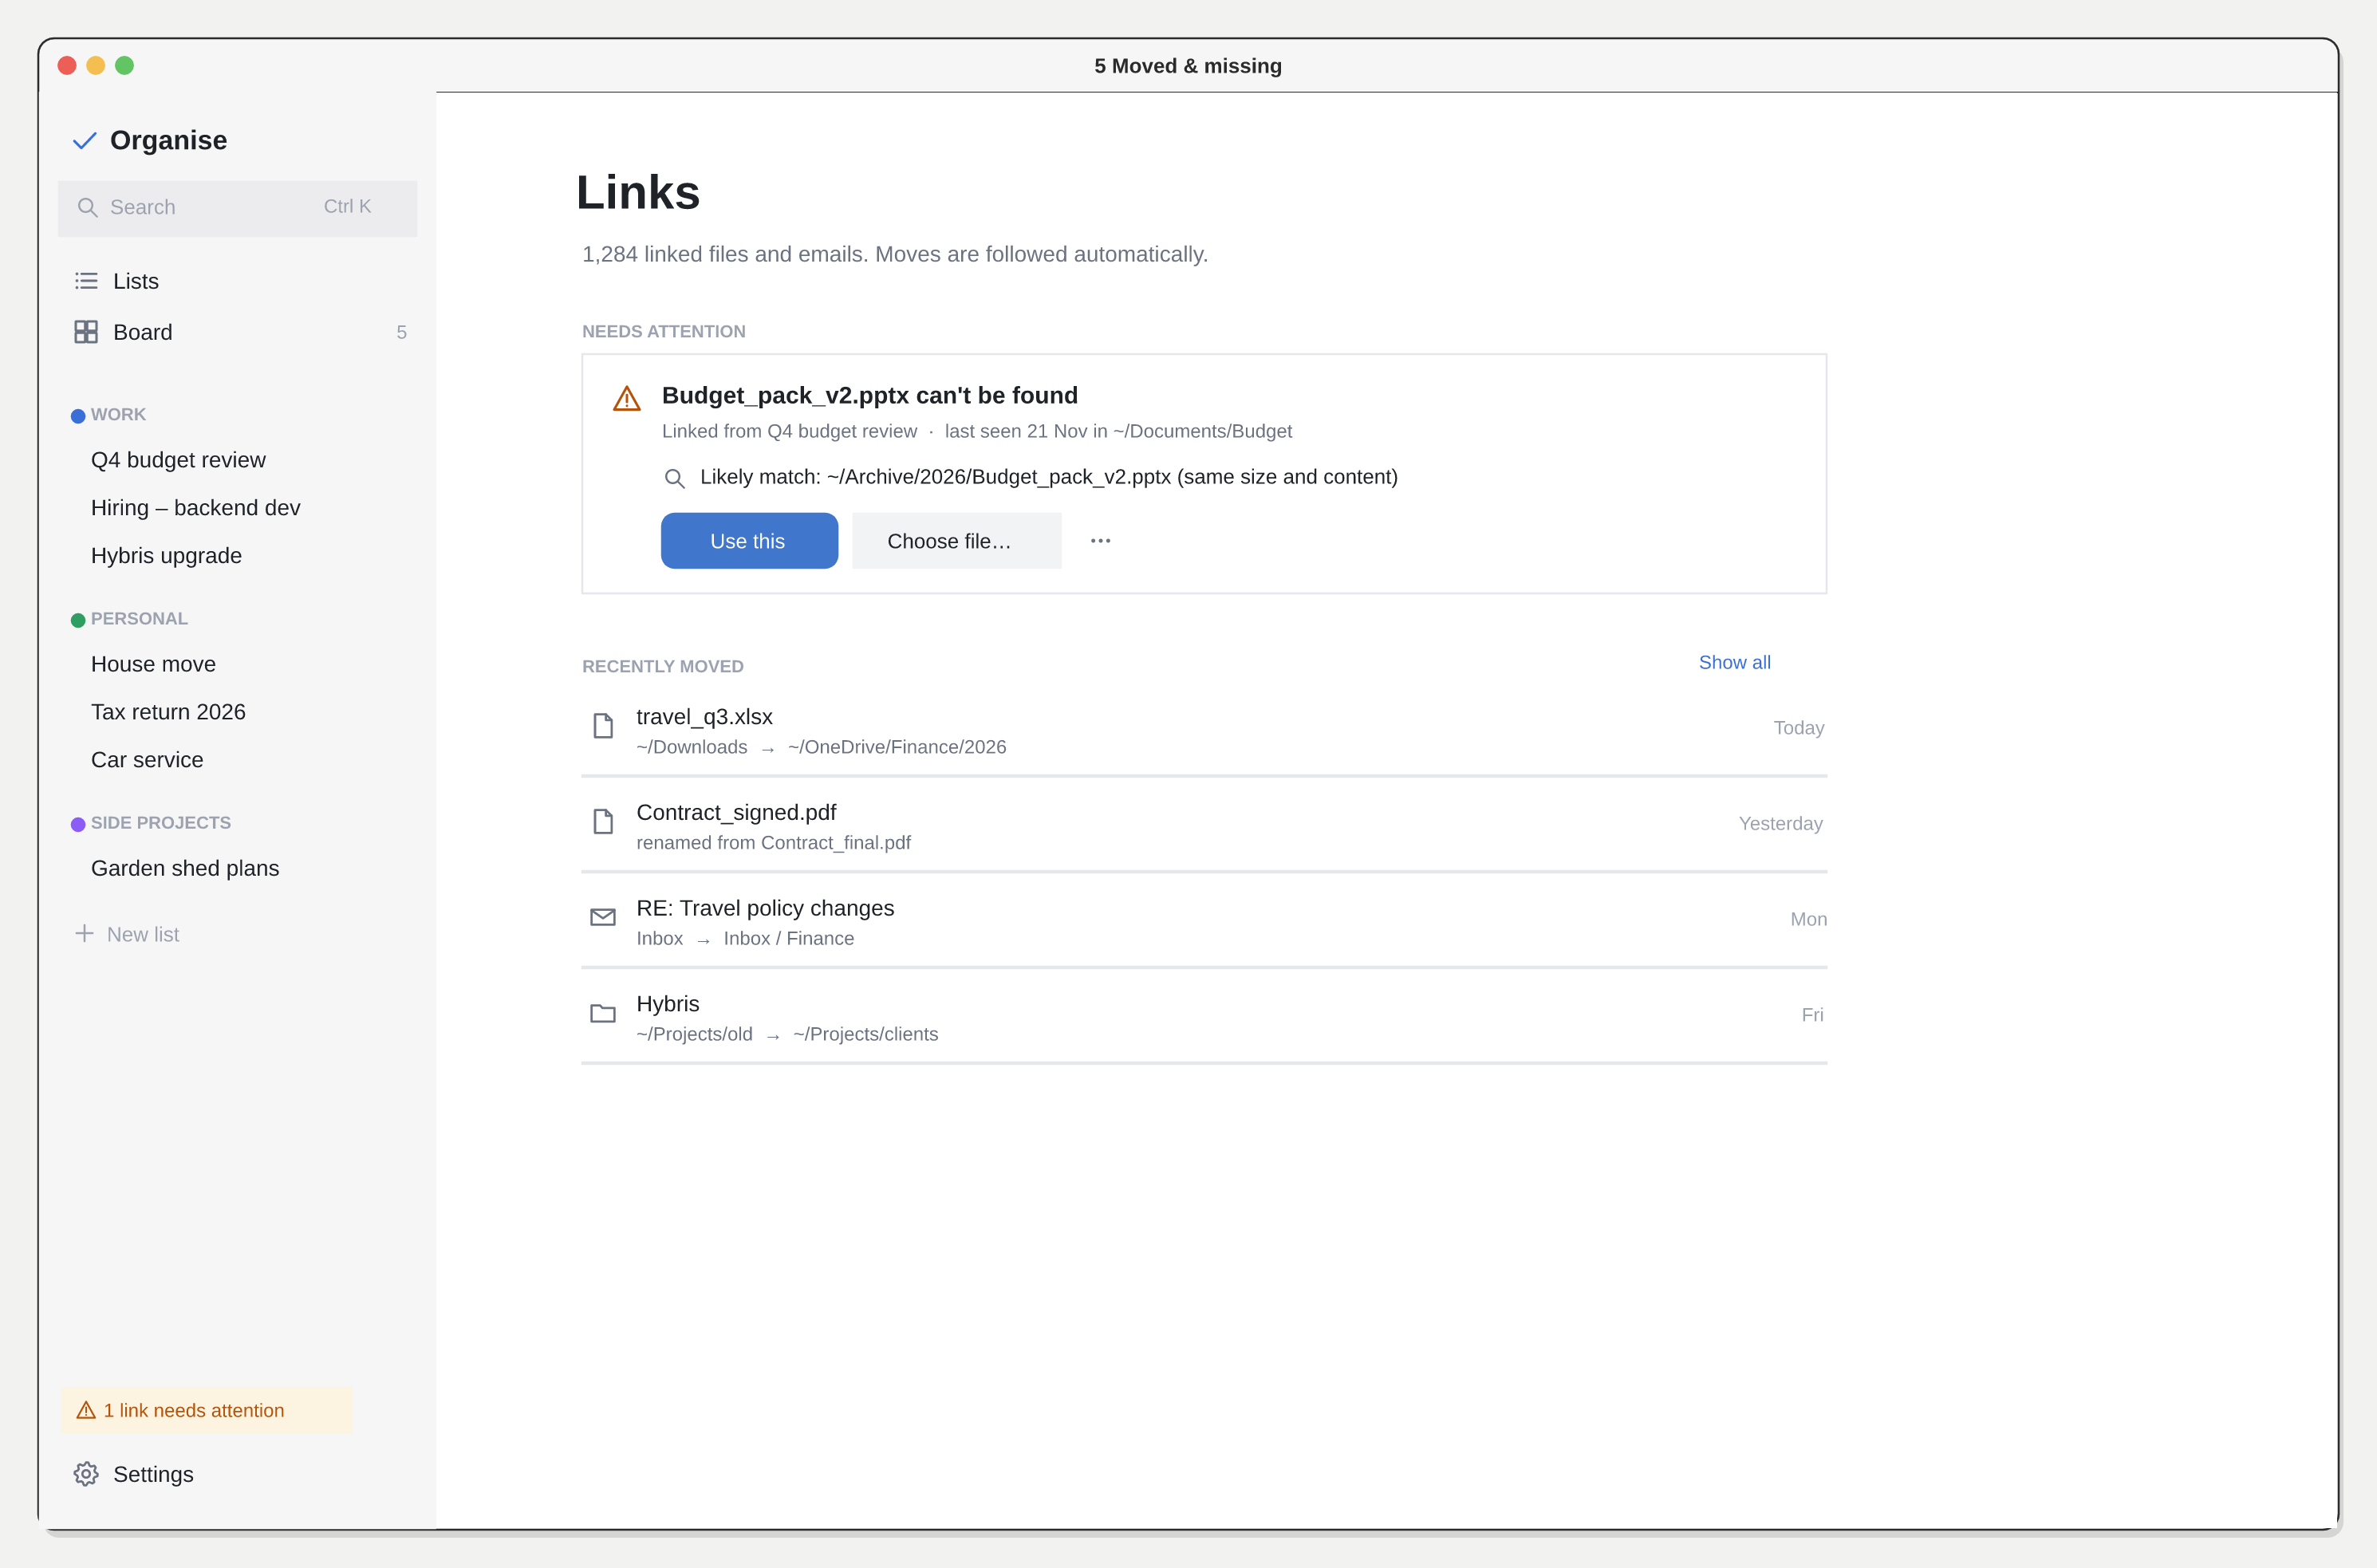 5 Moved & missing
Organise
Search Ctrl K
Lists
Board 5
WORK
Q4 budget review
Hiring – backend dev
Hybris upgrade
PERSONAL
House move
Tax return 2026
Car service
SIDE PROJECTS
Garden shed plans
New list
1 link needs attention
Settings
Links
1,284 linked files and emails. Moves are followed automatically.
NEEDS ATTENTION
Budget_pack_v2.pptx can't be found
Linked from Q4 budget review · last seen 21 Nov in ~/Documents/Budget
Likely match: ~/Archive/2026/Budget_pack_v2.pptx (same size and content)
Use this Choose file… ···
RECENTLY MOVED Show all
travel_q3.xlsx
~/Downloads → ~/OneDrive/Finance/2026
Today
Contract_signed.pdf
renamed from Contract_final.pdf
Yesterday
RE: Travel policy changes
Inbox → Inbox / Finance
Mon
Hybris
~/Projects/old → ~/Projects/clients
Fri